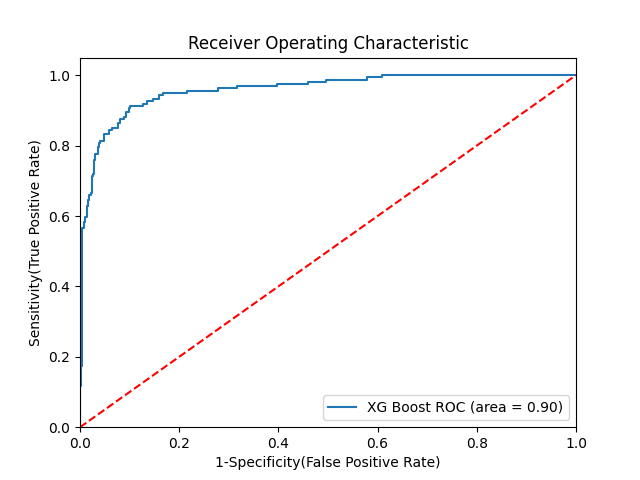 Receiver Operating Characteristic
1.0
0.8
0.6
0.4
0.2
0.0
Sensitivity(True Positive Rate)
XG Boost ROC (area = 0.90)
0.0 0.2 0.4 0.6 0.8 1.0
1-Specificity(False Positive Rate)